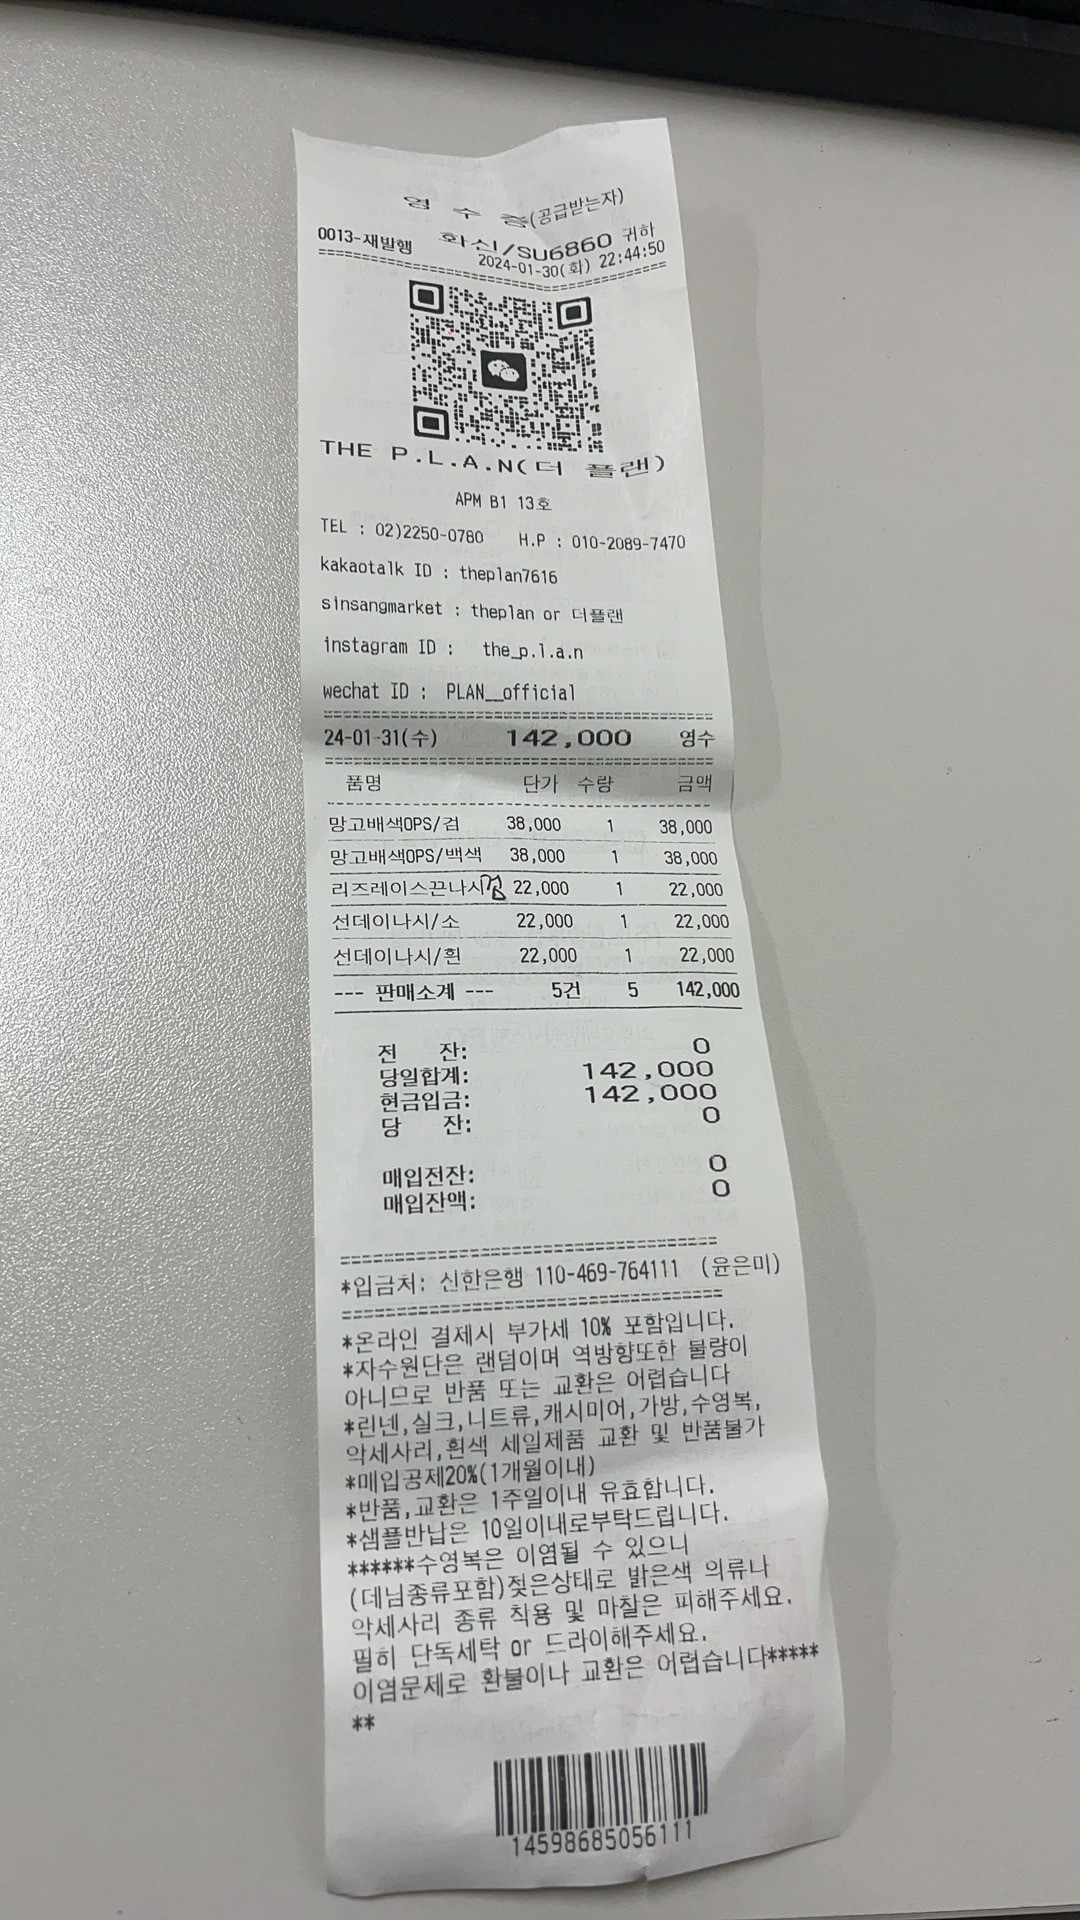 영 수 증(공급받는자)
0013-재발행 화신/SU6860 귀하
2024-01-30(화) 22:44:50
THE P.L.A.N(더 플랜)
APM B1 13호
TEL : 02)2250-0780 H.P : 010-2089-7470
kakaotalk ID : theplan7616
sinsangmarket : theplan or 더플랜
instagram ID : the_p.l.a.n
wechat ID : PLAN__official
24-01-31(수) 142,000 영수
품명 단가 수량 금액
망고배색OPS/검 38,000 1 38,000
망고배색OPS/백색 38,000 1 38,000
리즈레이스끈나시검 22,000 1 22,000
선데이나시/소 22,000 1 22,000
선데이나시/흰 22,000 1 22,000
--- 판매소계 --- 5건 5 142,000
전 잔: 0
당일합계: 142,000
현금입금: 142,000
당 잔: 0
매입전잔: 0
매입잔액: 0
*입금처: 신한은행 110-469-764111 (윤은미)
*온라인 결제시 부가세 10% 포함입니다.
*자수원단은 랜덤이며 역방향또한 불량이
아니므로 반품 또는 교환은 어렵습니다
*린넨,실크,니트류,캐시미어,가방,수영복,
악세사리,흰색 세일제품 교환 및 반품불가
*매입공제20%(1개월이내)
*반품,교환은 1주일이내 유효합니다.
*샘플반납은 10일이내로부탁드립니다.
******수영복은 이염될 수 있으니
(데님종류포함)젖은상태로 밝은색 의류나
악세사리 종류 착용 및 마찰은 피해주세요.
필히 단독세탁 or 드라이해주세요.
이염문제로 환불이나 교환은 어렵습니다*****
**
14598685056111